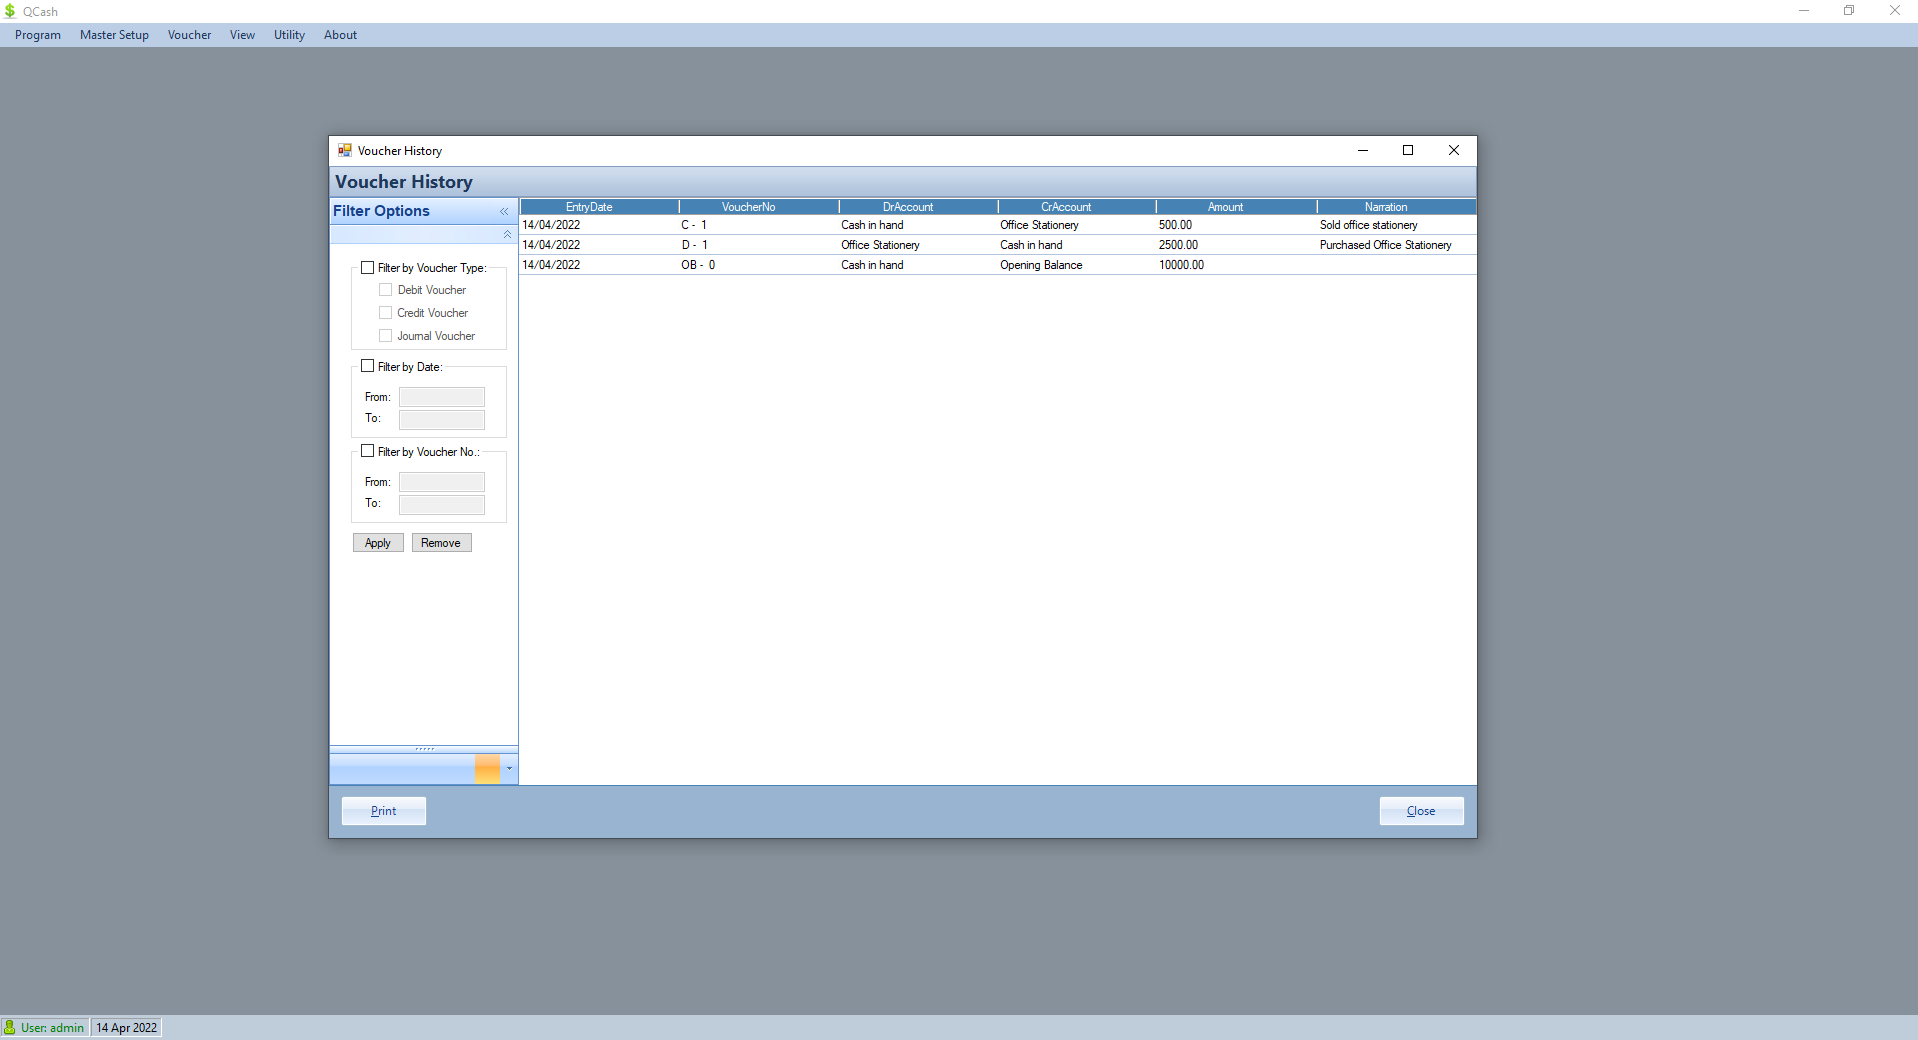 QCash
Program Master Setup Voucher View Utility About
Voucher History
Voucher History
Filter Options
EntryDate VoucherNo DrAccount CrAccount Amount Narration
14/04/2022 C - 1 Cash in hand Office Stationery 500.00 Sold office stationery
14/04/2022 D - 1 Office Stationery Cash in hand 2500.00 Purchased Office Stationery
14/04/2022 OB - 0 Cash in hand Opening Balance 10000.00
Filter by Voucher Type:
Debit Voucher
Credit Voucher
Journal Voucher
Filter by Date:
From:
To:
Filter by Voucher No.:
From:
To:
Apply Remove
Print Close
User: admin 14 Apr 2022